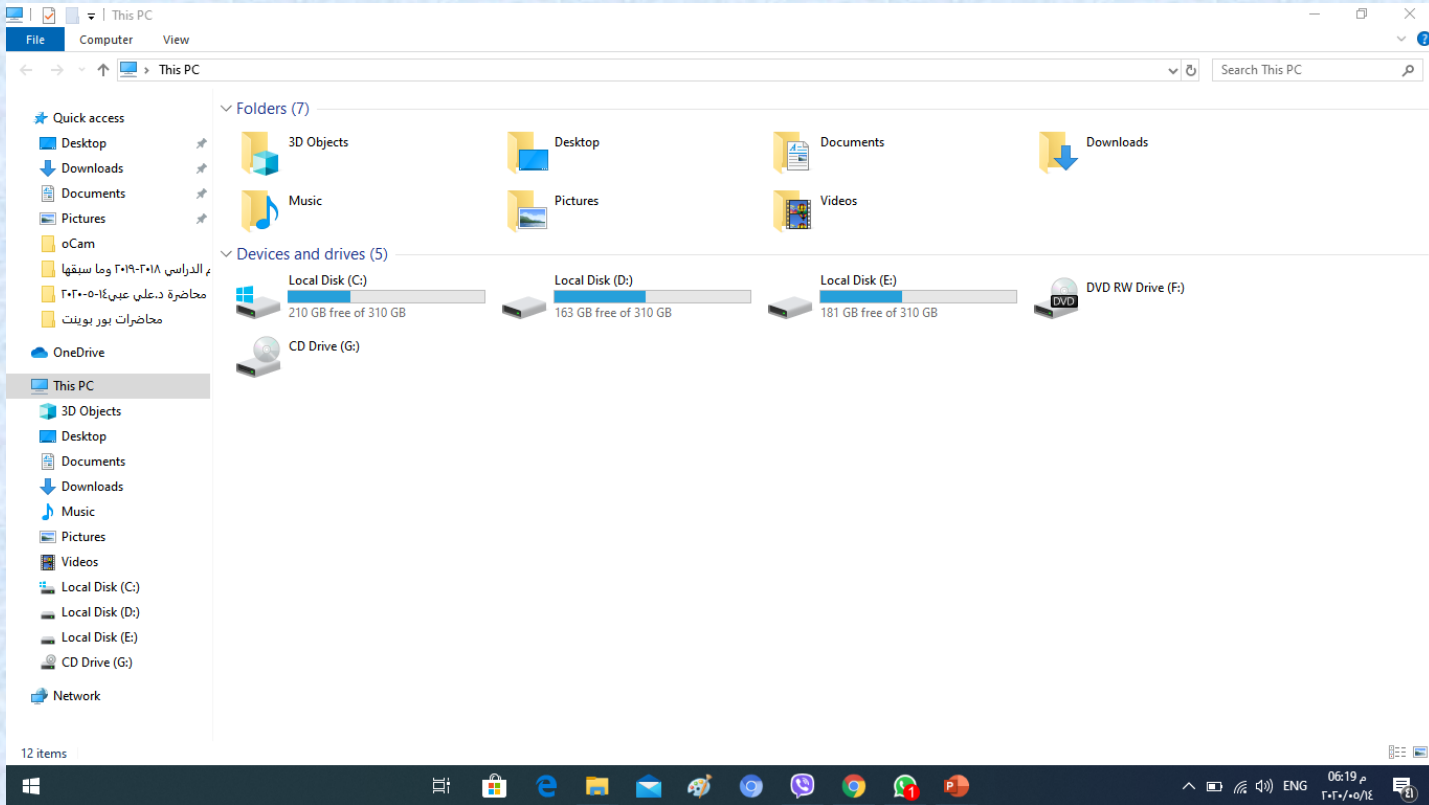 This PC
File Computer View
This PC
Search This PC
Quick access
Desktop
Downloads
Documents
Pictures
oCam
م الدراسي ٢٠١٨-٢٠١٩ وما سبقها
محاضرة د.علي عبي١٤-٥-٢٠٢٠
محاضرات بور بوينت
OneDrive
This PC
3D Objects
Desktop
Documents
Downloads
Music
Pictures
Videos
Local Disk (C:)
Local Disk (D:)
Local Disk (E:)
CD Drive (G:)
Network
Folders (7)
3D Objects
Desktop
Documents
Downloads
Music
Pictures
Videos
Devices and drives (5)
Local Disk (C:)
210 GB free of 310 GB
Local Disk (D:)
163 GB free of 310 GB
Local Disk (E:)
181 GB free of 310 GB
DVD RW Drive (F:)
DVD
CD Drive (G:)
12 items
1
ENG
06:19 م
٢٠٢٠/٠٥/١٤